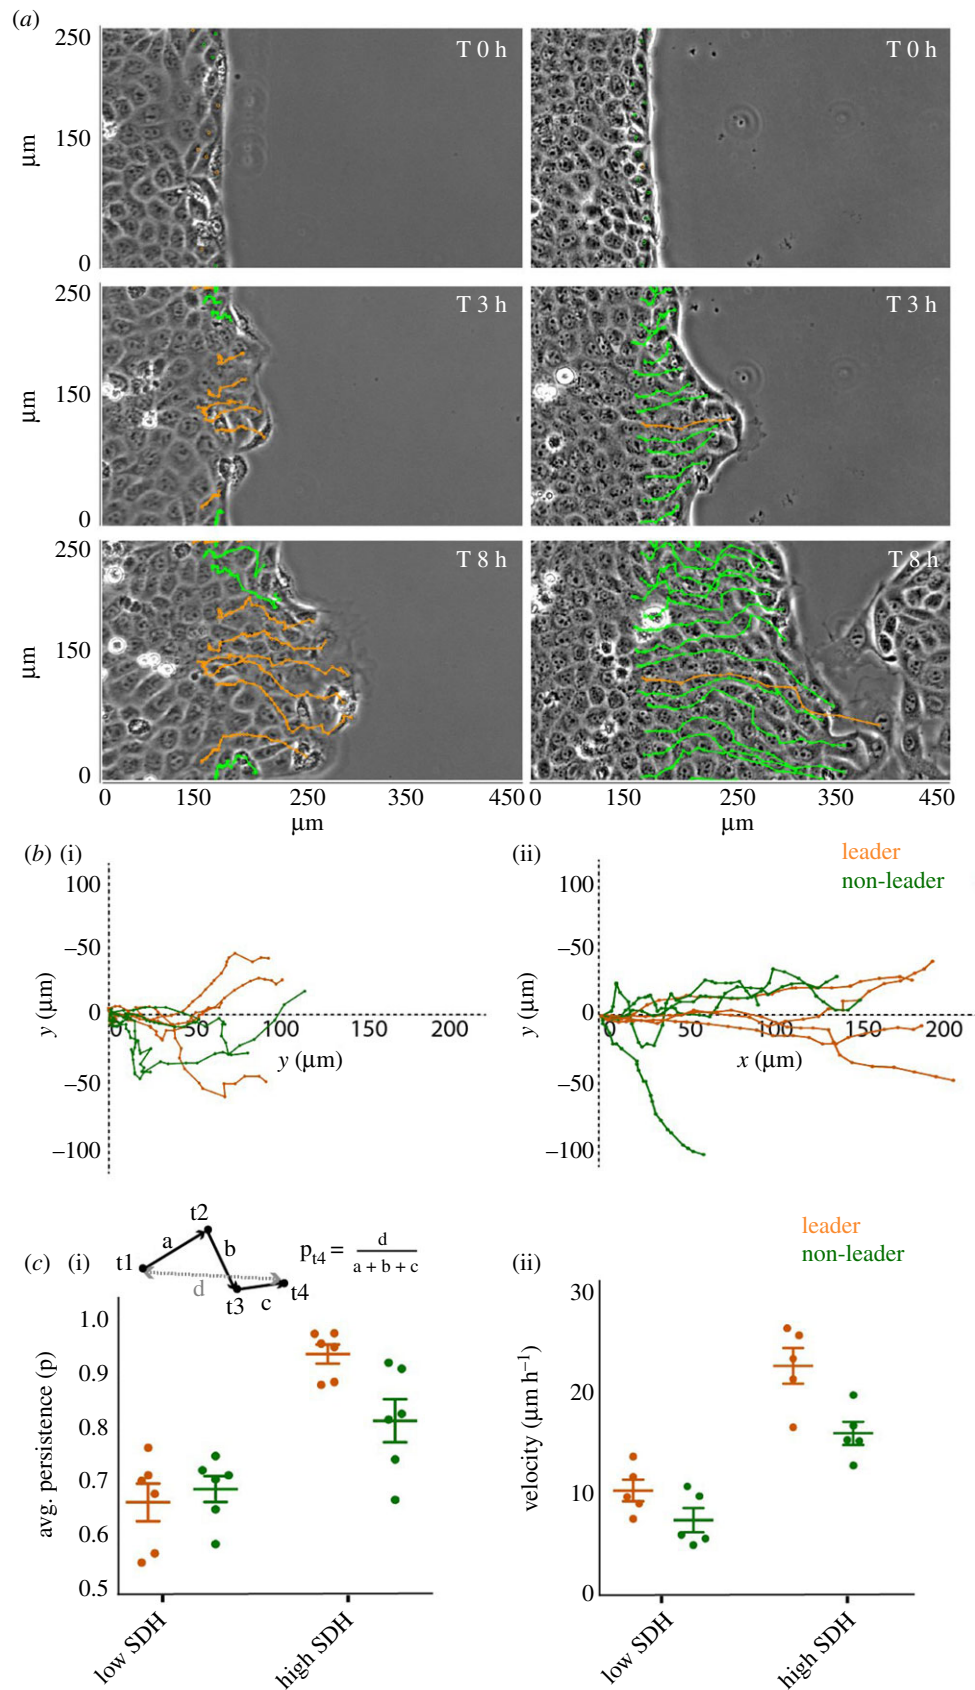 (a)
250
T 0 h
T 0 h
150
µm
0
250
T 3 h
T 3 h
150
µm
0
250
T 8 h
T 8 h
150
µm
0
0 150 250 350 450 0 150 250 350 450
µm µm
(b) (i) (ii) leader
non-leader
100 100
–50 –50
y (µm) y (µm)
0 0
0 50 100 150 200 0 50 100 150 200
y (µm) x (µm)
–50 –50
–100 –100
t2
a b
t1 d t3 c t4
p_t4 = d / a + b + c
leader
non-leader
(c) (i) (ii)
1.0 30
0.9
0.8 20
avg. persistence (p) velocity (µm h⁻¹)
0.7
10
0.6
0.5 0
low SDH high SDH low SDH high SDH